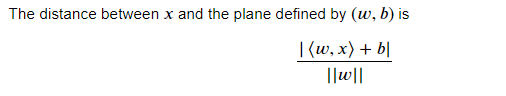 The distance between x and the plane defined by (w, b) is
|⟨w, x⟩ + b|
||w||